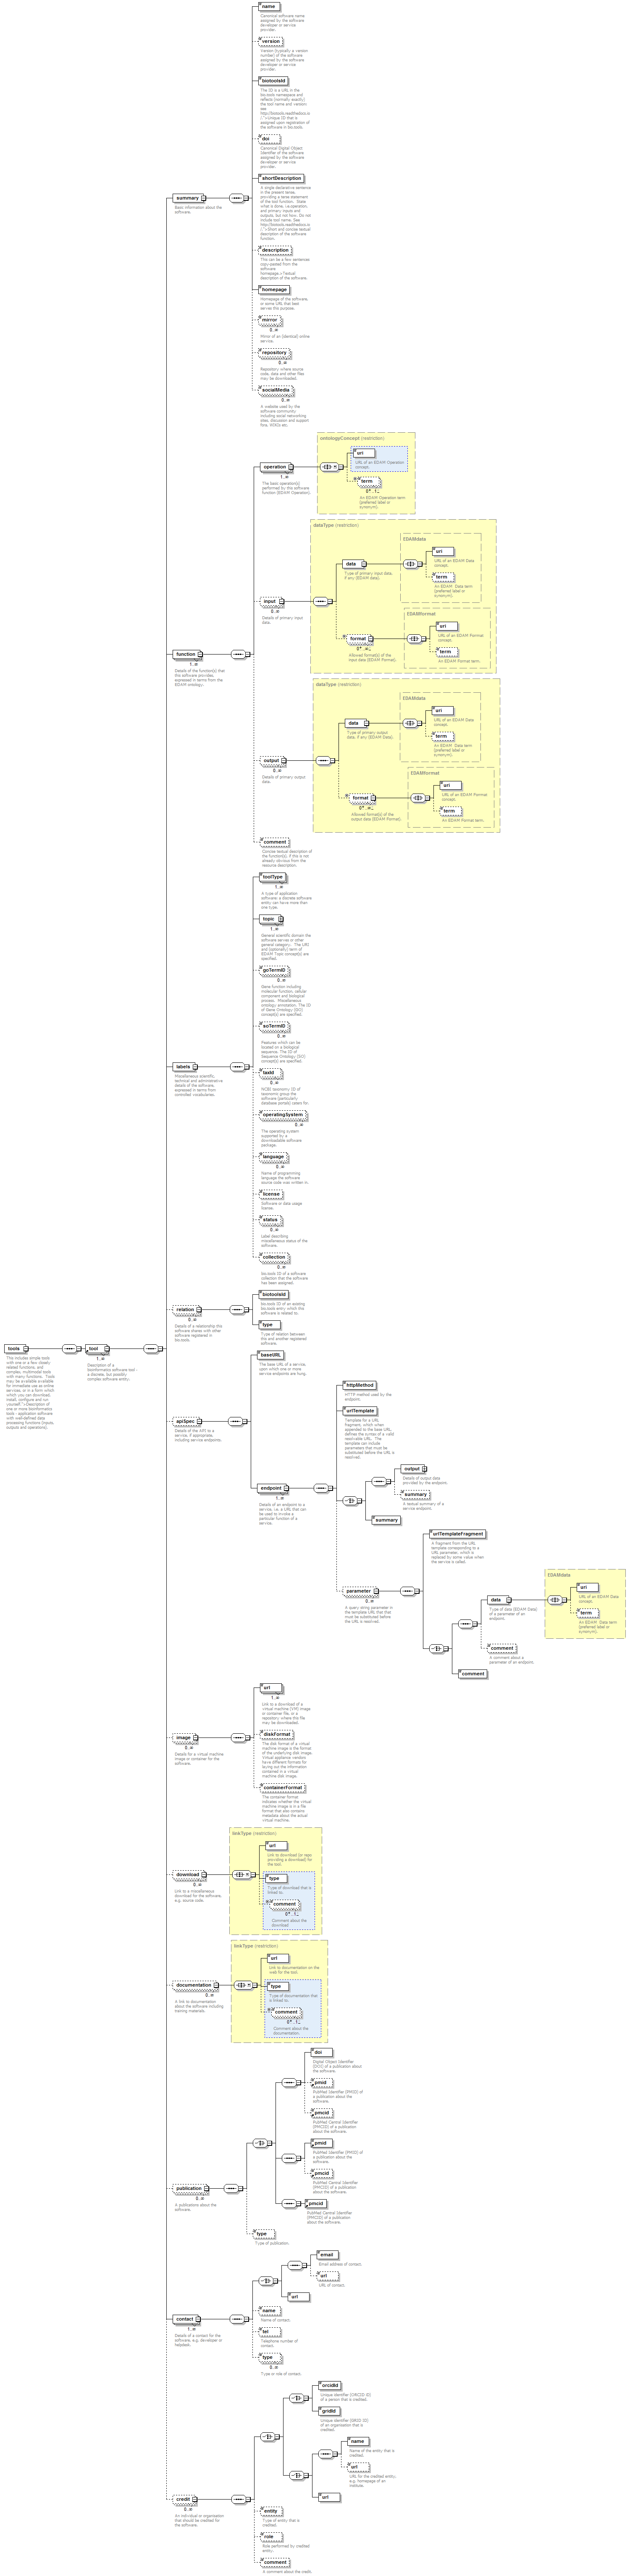 name
Canonical software name
assigned by the software
developer or service
provider.
version
Version (typically a version
number) of the software
assigned by the software
developer or service
provider.
biotoolsId
The ID is a URL in the
bio.tools namespace and
reflects (normally exactly)
the tool name and version:
see
http://biotools.readthedocs.io
/.">Unique ID that is
assigned upon registration of
the software in bio.tools.
doi
Canonical Digital Object
Identifier of the software
assigned by the software
developer or service
provider.
shortDescription
A single declarative sentence
in the present tense,
providing a terse statement
of the tool function. State
what is done, i.e.operation,
and primary inputs and
outputs, but not how. Do not
include tool name. See
http://biotools.readthedocs.io
/.">Short and concise textual
description of the software
function.
summary
Basic information about the
software.
description
This can be a few sentences
copy-pasted from the
software
homepage.>Textual
description of the software.
homepage
Homepage of the software,
or some URL that best
serves this purpose.
mirror
0..∞
Mirror of an (identical) online
service.
repository
0..∞
Repository where source
code, data and other files
may be downloaded.
socialMedia
0..∞
A website used by the
software community
including social networking
sites, discussion and support
fora, WIKIs etc.
ontologyConcept (restriction)
uri
URL of an EDAM Operation
concept.
operation
1..∞
The basic operation(s)
performed by this software
function (EDAM Operation).
term
0*..1..
An EDAM Operation term
(preferred label or
synonym).
dataType (restriction)
EDAMdata
uri
URL of an EDAM Data
concept.
data
Type of primary input data,
if any (EDAM data).
term
An EDAM Data term
(preferred label or
synonym).
input
0..∞
Details of primary input
data.
EDAMformat
uri
URL of an EDAM Format
concept.
format
0*..∞..
Allowed format(s) of the
input data (EDAM Format).
term
An EDAM Format term.
function
1..∞
Details of the function(s) that
the software provides
expressed in terms from the
EDAM ontology.
dataType (restriction)
EDAMdata
uri
URL of an EDAM Data
concept.
data
Type of primary output
data, if any (EDAM Data).
term
An EDAM Data term
(preferred label or
synonym).
output
0..∞
Details of primary output
data.
EDAMformat
uri
URL of an EDAM Format
concept.
format
0*..∞..
Allowed format(s) of the
output data (EDAM Format).
term
An EDAM Format term.
comment
Concise textual description of
the function(s), if this is not
already obvious from the
resource description.
toolType
1..∞
A type of application
software: a discrete software
entity can have more than
one type.
topic
1..∞
General scientific domain the
software serves or other
general category. The URI
and (optionally) term of
EDAM Topic concept(s) are
specified.
goTermID
0..∞
Gene function including
molecular function, cellular
component and biological
process. Miscellaneous
ontology annotation. The ID
of Gene Ontology (GO)
concept(s) are specified.
soTermID
0..∞
Features which can be
located on a biological
sequence. The ID of
Sequence Ontology (SO)
concept(s) are specified.
labels
Miscellaneous scientific,
technical and administrative
details of the software,
expressed in terms from
controlled vocabularies.
taxId
0..∞
NCBI taxonomy ID of
taxonomic group the
software (particularly
database portals) caters for.
operatingSystem
0..∞
The operating system
supported by a
downloadable software
package.
language
0..∞
Name of programming
language the software
source code was written in.
license
Software or data usage
license.
status
0..∞
Label describing
miscellaneous status of the
software.
collection
0..∞
bio.tools ID of a software
collection that the software
has been assigned.
relation
0..∞
Details of a relationship this
software shares with other
software registered in
bio.tools.
biotoolsId
bio.tools ID of an existing
bio.tools entry which the
software is related to.
type
Type of relation between
this and another registered
software.
tools
This includes simple tools
with one or a few closely
related functions, and
complex, multimodal tools
with many functions. Tools
may be available available
for immediate use as online
services, or in a form which
which you can download,
install, configure and run
yourself.">Description of
one or more bioinformatics
tools - application software
with well-defined data
processing functions (inputs,
outputs and operations).
tool
1..∞
Description of a
bioinformatics software tool -
a discrete, but possibly
complex software entity.
baseURL
The base URL of a service,
upon which one or more
service endpoints are hung.
apiSpec
0..∞
Details of the API to a
service, if appropriate,
including service endpoints.
httpMethod
HTTP method used by the
endpoint.
urlTemplate
Template for a URL
fragment, which when
appended to the base URL,
defines the syntax of a valid
resolvable URL. The
template can include
parameters that must be
substituted before the URL is
resolved.
endpoint
1..∞
Details of an endpoint to a
service, i.e. a URL that can
be used to invoke a
particular function of a
service.
output
Details of output data
provided by the endpoint.
summary
A textual summary of a
service endpoint.
summary
urlTemplateFragment
A fragment from the URL
template corresponding to a
URL parameter, which is
replaced by some value when
the service is called.
parameter
0..∞
A query string parameter in
the template URL that that
must be substituted before
the URL is resolved.
EDAMdata
uri
URL of an EDAM Data
concept.
data
Type of data (EDAM Data)
of a parameter of an
endpoint.
term
An EDAM Data term
(preferred label or
synonym).
comment
A comment about a
parameter of an endpoint.
comment
url
1..∞
Link to a download of a
virtual machine (VM) image
or container file, or a
repository where this file
may be downloaded.
image
0..∞
Details for a virtual machine
image or container for the
software.
diskFormat
The disk format of a virtual
machine image is the format
of the underlying disk image.
Virtual appliance vendors
have different formats for
laying out the information
contained in a virtual
machine disk image.
containerFormat
The container format
indicates whether the virtual
machine image is in a file
format that also contains
metadata about the actual
virtual machine.
linkType (restriction)
url
Link to download (or repo
providing a download) for
the tool.
download
0..∞
Link to a miscellaneous
download for the software,
e.g. source code.
type
Type of download that is
linked to.
comment
0*..1..
Comment about the
download.
linkType (restriction)
url
Link to documentation on the
web for the tool.
documentation
0..∞
A link to documentation
about the software including
training materials.
type
Type of documentation that
is linked to.
comment
0*..1..
Comment about the
documentation.
doi
Digital Object Identifier
(DOI) of a publication about
the software.
pmid
PubMed Identifier (PMID) of
a publication about the
software.
pmcid
PubMed Central Identifier
(PMCID) of a publication
about the software.
pmid
PubMed Identifier (PMID) of
a publication about the
software.
pmcid
PubMed Central Identifier
(PMCID) of a publication
about the software.
publication
0..∞
A publications about the
software.
pmcid
PubMed Central Identifier
(PMCID) of a publication
about the software.
type
Type of publication.
email
Email address of contact.
url
URL of contact.
url
contact
1..∞
Details of a contact for the
software, e.g. developer or
helpdesk.
name
Name of contact.
tel
Telephone number of
contact.
type
0..∞
Type or role of contact.
orcidId
Unique identifier (ORCID iD)
of a person that is credited.
gridId
Unique identifier (GRID ID)
of an organisation that is
credited.
name
Name of the entity that is
credited.
url
URL for the credited entity,
e.g. homepage of an
institute.
url
credit
0..∞
An individual or organisation
that should be credited for
the software.
entity
Type of entity that is
credited.
role
Role performed by credited
entity.
comment
A comment about the credit.